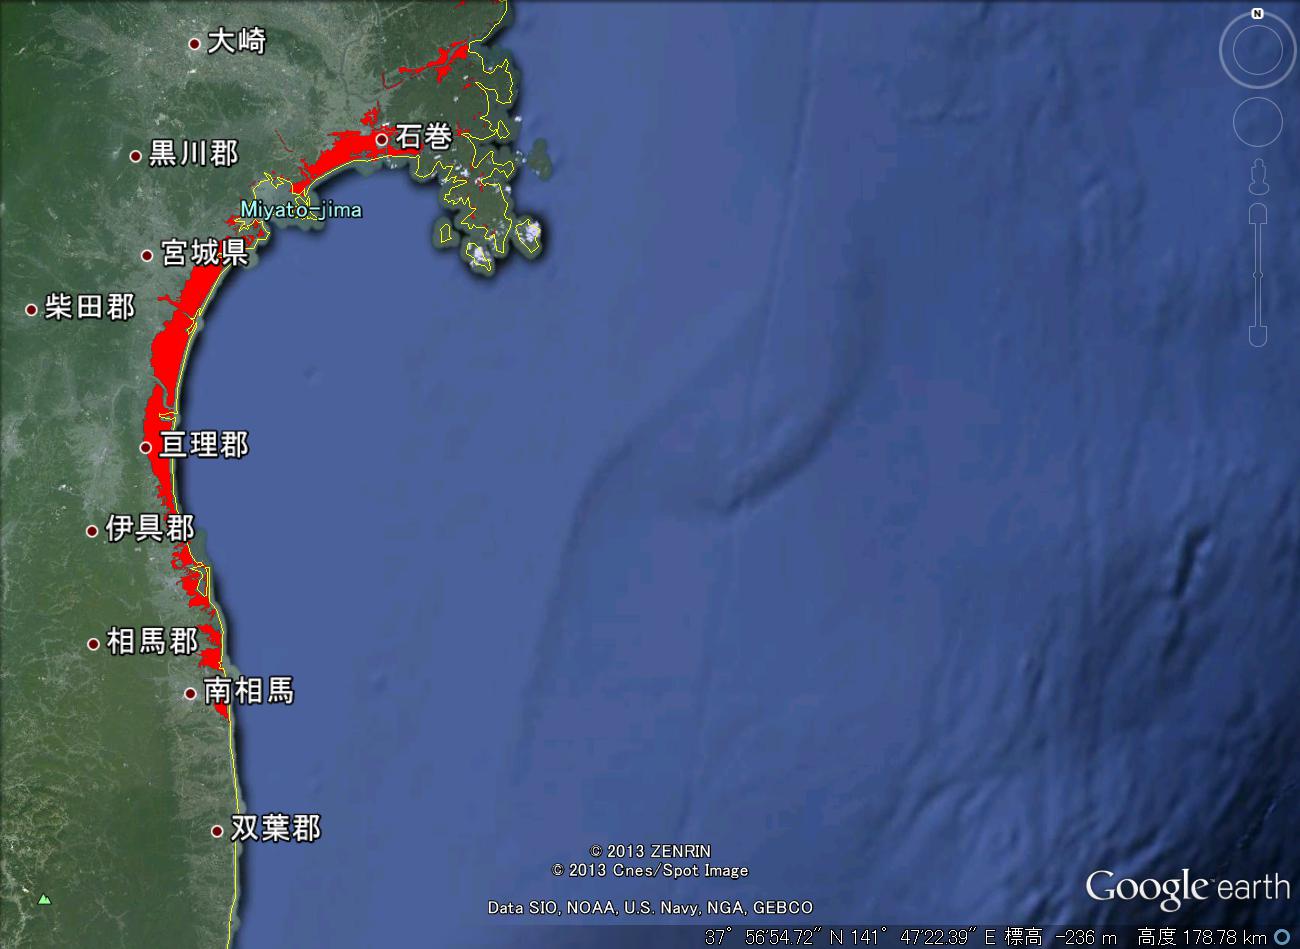 N
大崎
石巻
黒川郡
Miyato-jima
宮城県
柴田郡
亘理郡
伊具郡
相馬郡
南相馬
双葉郡
© 2013 ZENRIN
© 2013 Cnes/Spot Image
Data SIO, NOAA, U.S. Navy, NGA, GEBCO
Google earth
37° 56'54.72" N 141° 47'22.39" E 標高 -236 m 高度 178.78 km